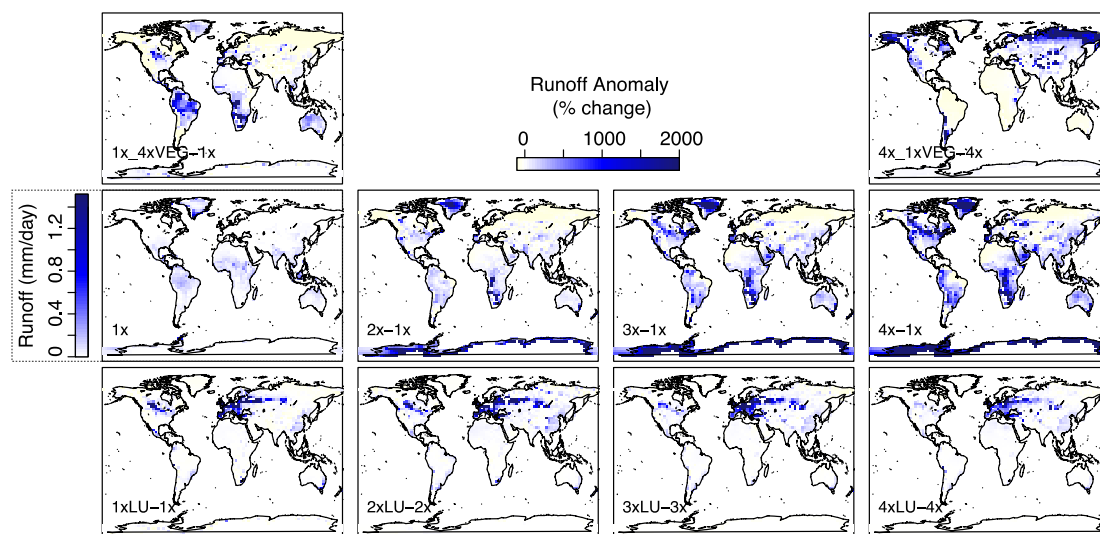 Runoff Anomaly
(% change)
0 1000 2000
1x_4xVEG−1x
4x_1xVEG−4x
Runoff (mm/day)
0 0.4 0.8 1.2
1x
2x−1x
3x−1x
4x−1x
1xLU−1x
2xLU−2x
3xLU−3x
4xLU−4x